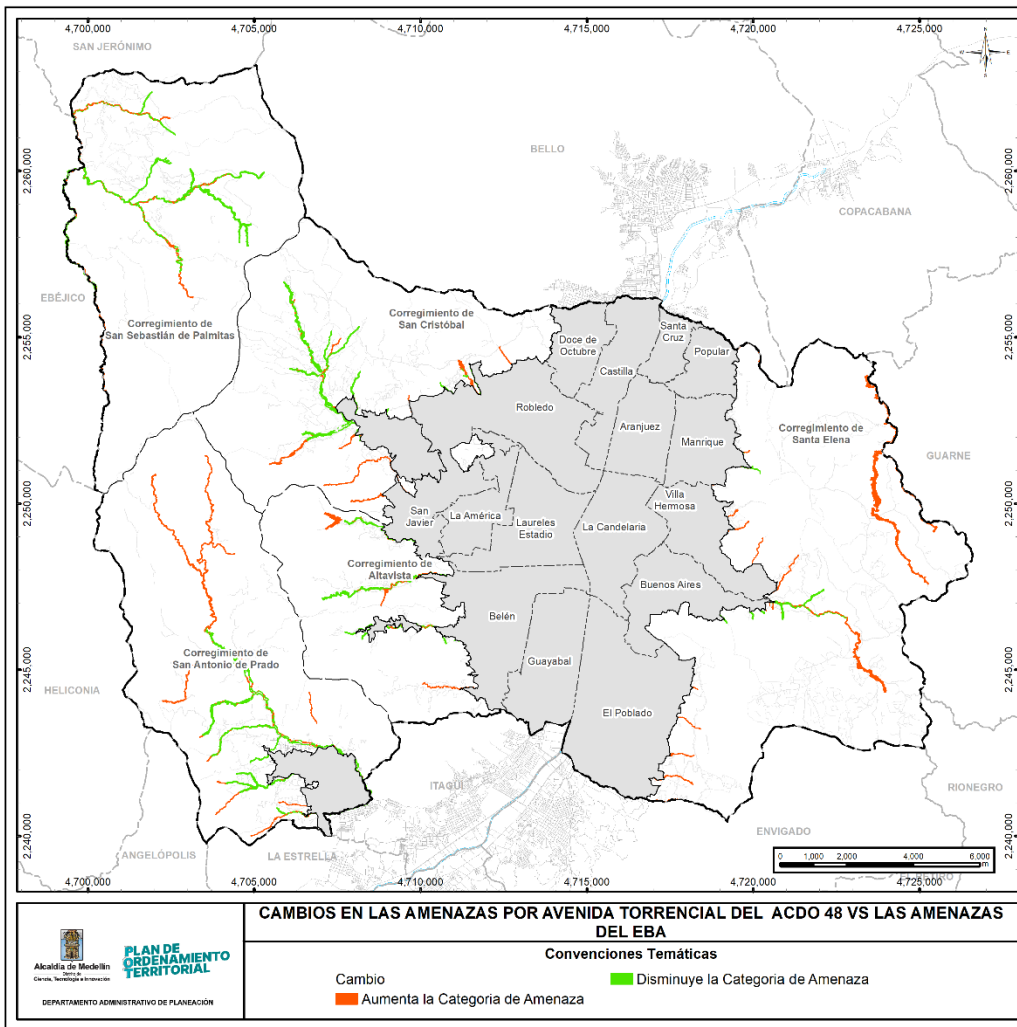 4,700,000 4,705,000 4,710,000 4,715,000 4,720,000 4,725,000
SAN JERÓNIMO
N
W E
S
BELLO
2,260,000
2,260,000
COPACABANA
EBÉJICO
Corregimiento de
San Sebastián de Palmitas
Corregimiento de
San Cristóbal
Santa
Cruz
Doce de
Octubre
Popular
2,255,000
2,255,000
Castilla
Robledo
Aranjuez
Manrique
Corregimiento de
Santa Elena
GUARNE
2,250,000
2,250,000
San
Javier
La América
Laureles
Estadio
La Candelaria
Villa
Hermosa
Corregimiento de
Altavista
Buenos Aires
Belén
Corregimiento de
San Antonio de Prado
Guayabal
2,245,000
2,245,000
HELICONIA
El Poblado
ITAGÜI
RIONEGRO
ENVIGADO
2,240,000
2,240,000
ANGELÓPOLIS
LA ESTRELLA
0 1,000 2,000 4,000 6,000
m
EL RETIRO
4,700,000 4,705,000 4,710,000 4,715,000 4,720,000 4,725,000
CAMBIOS EN LAS AMENAZAS POR AVENIDA TORRENCIAL DEL ACDO 48 VS LAS AMENAZAS
DEL EBA
Convenciones Temáticas
Cambio
Disminuye la Categoria de Amenaza
Aumenta la Categoria de Amenaza
Alcaldía de Medellín
Distrito de
Ciencia, Tecnología e Innovación
PLAN DE
ORDENAMIENTO
TERRITORIAL
DEPARTAMENTO ADMINISTRATIVO DE PLANEACIÓN